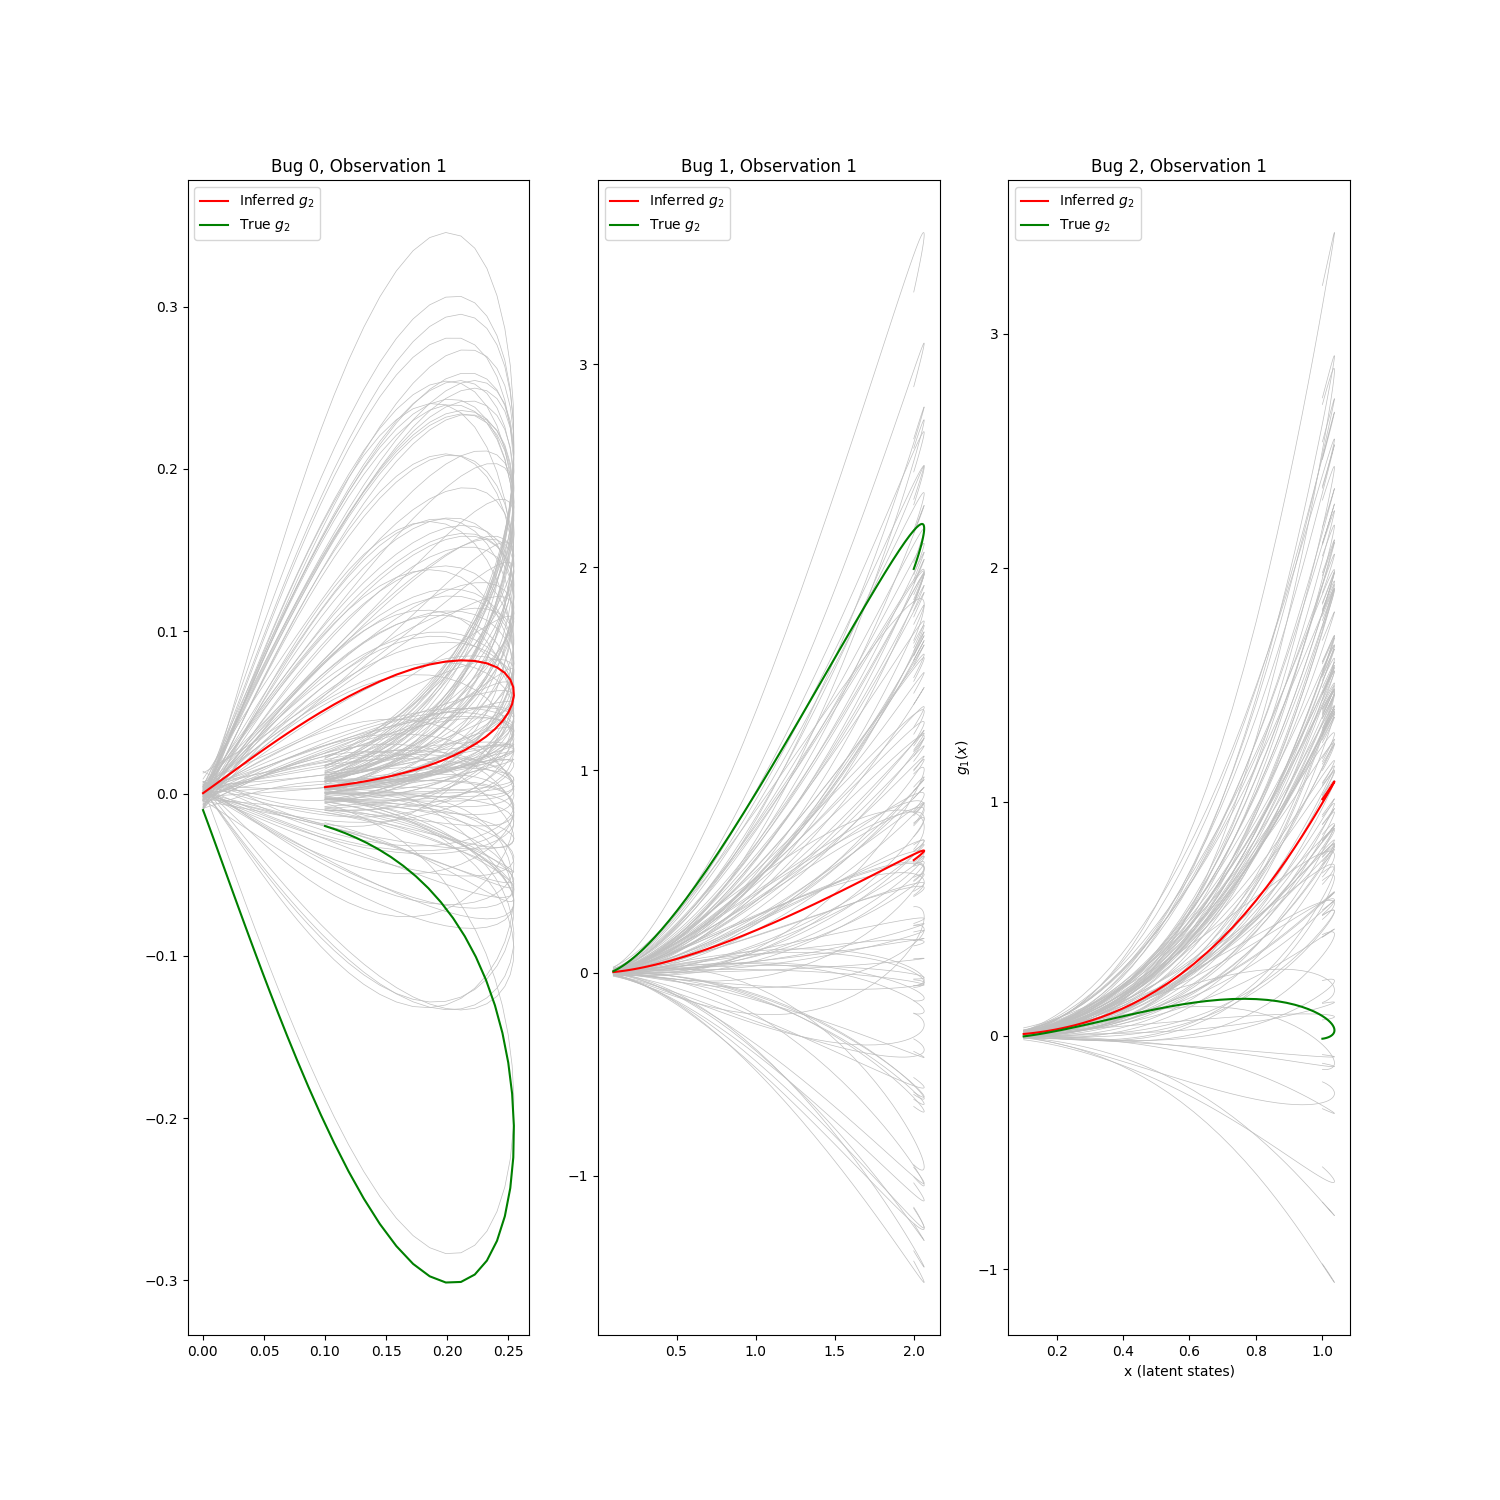 Bug 0, Observation 1
Inferred g₂
True g₂
0.3
0.2
0.1
0.0
−0.1
−0.2
−0.3
0.00 0.05 0.10 0.15 0.20 0.25
Bug 1, Observation 1
Inferred g₂
True g₂
3
2
1
0
−1
0.5 1.0 1.5 2.0
Bug 2, Observation 1
Inferred g₂
True g₂
g₁(x)
3
2
1
0
−1
0.2 0.4 0.6 0.8 1.0
x (latent states)